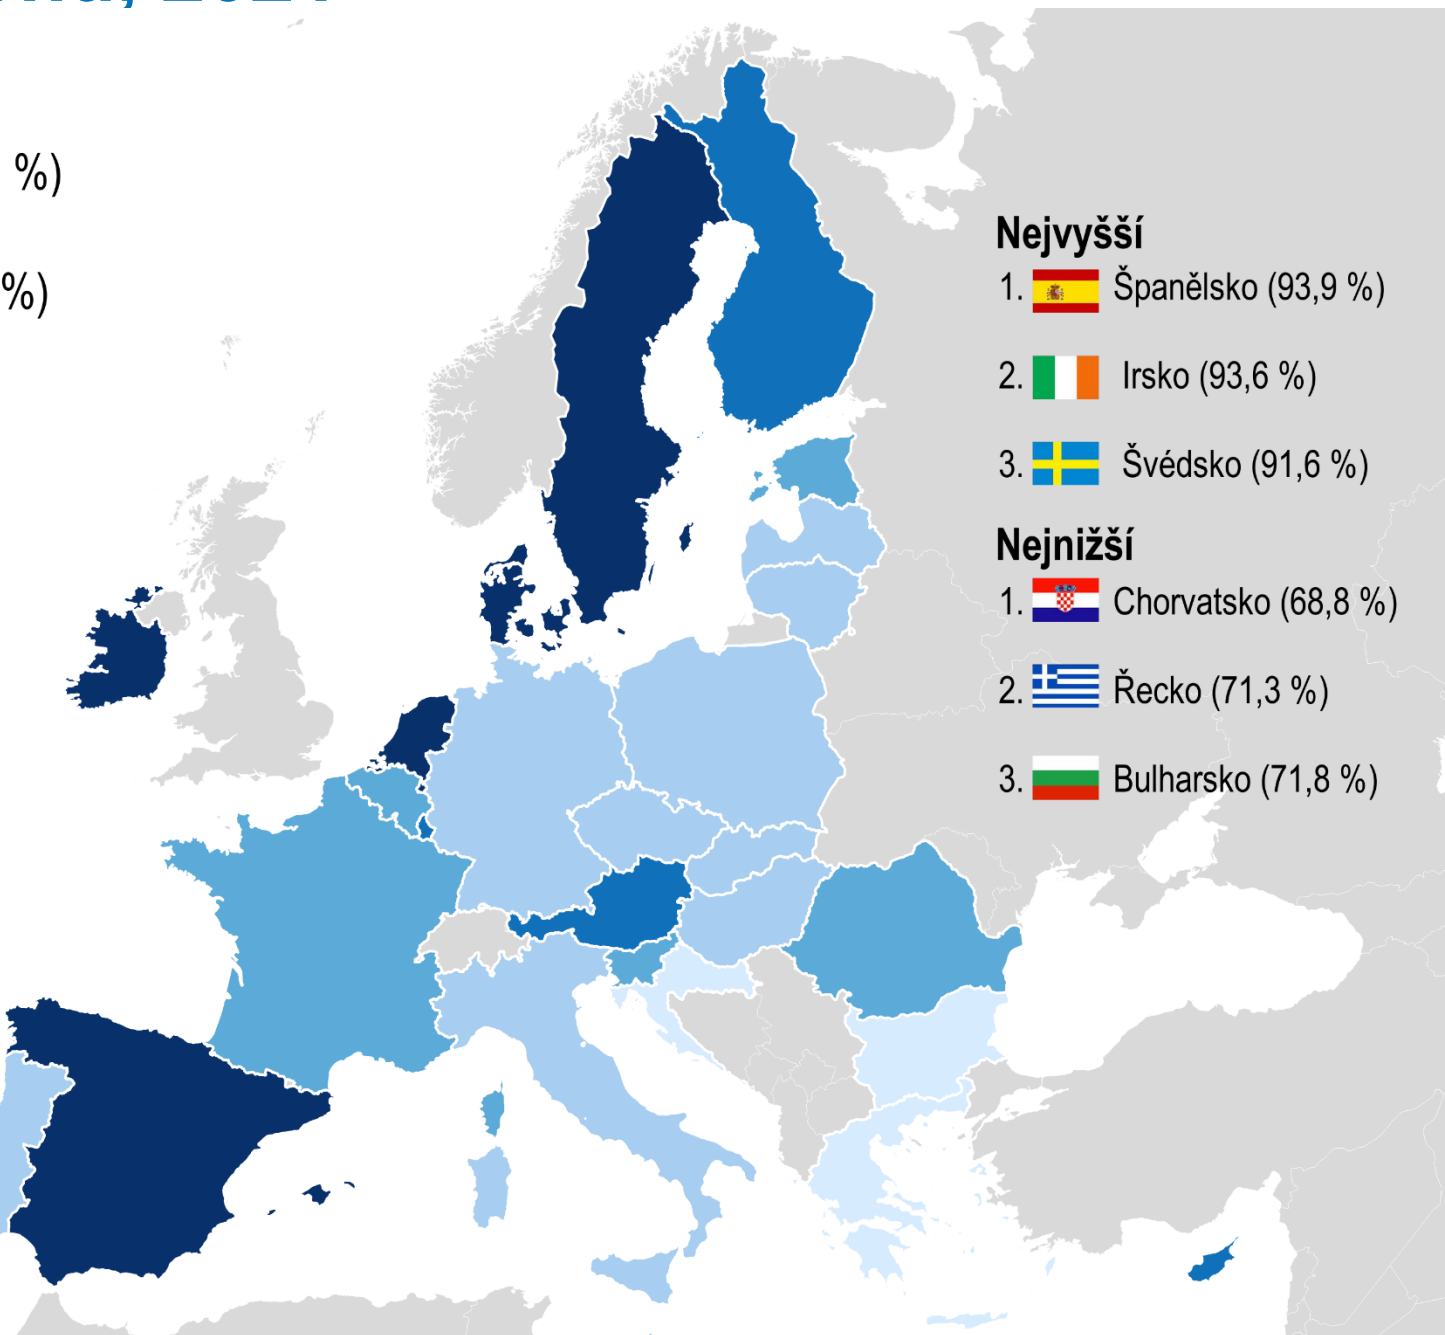 %)
%)
Nejvyšší
1. Španělsko (93,9 %)
2. Irsko (93,6 %)
3. Švédsko (91,6 %)
Nejnižší
1. Chorvatsko (68,8 %)
2. Řecko (71,3 %)
3. Bulharsko (71,8 %)